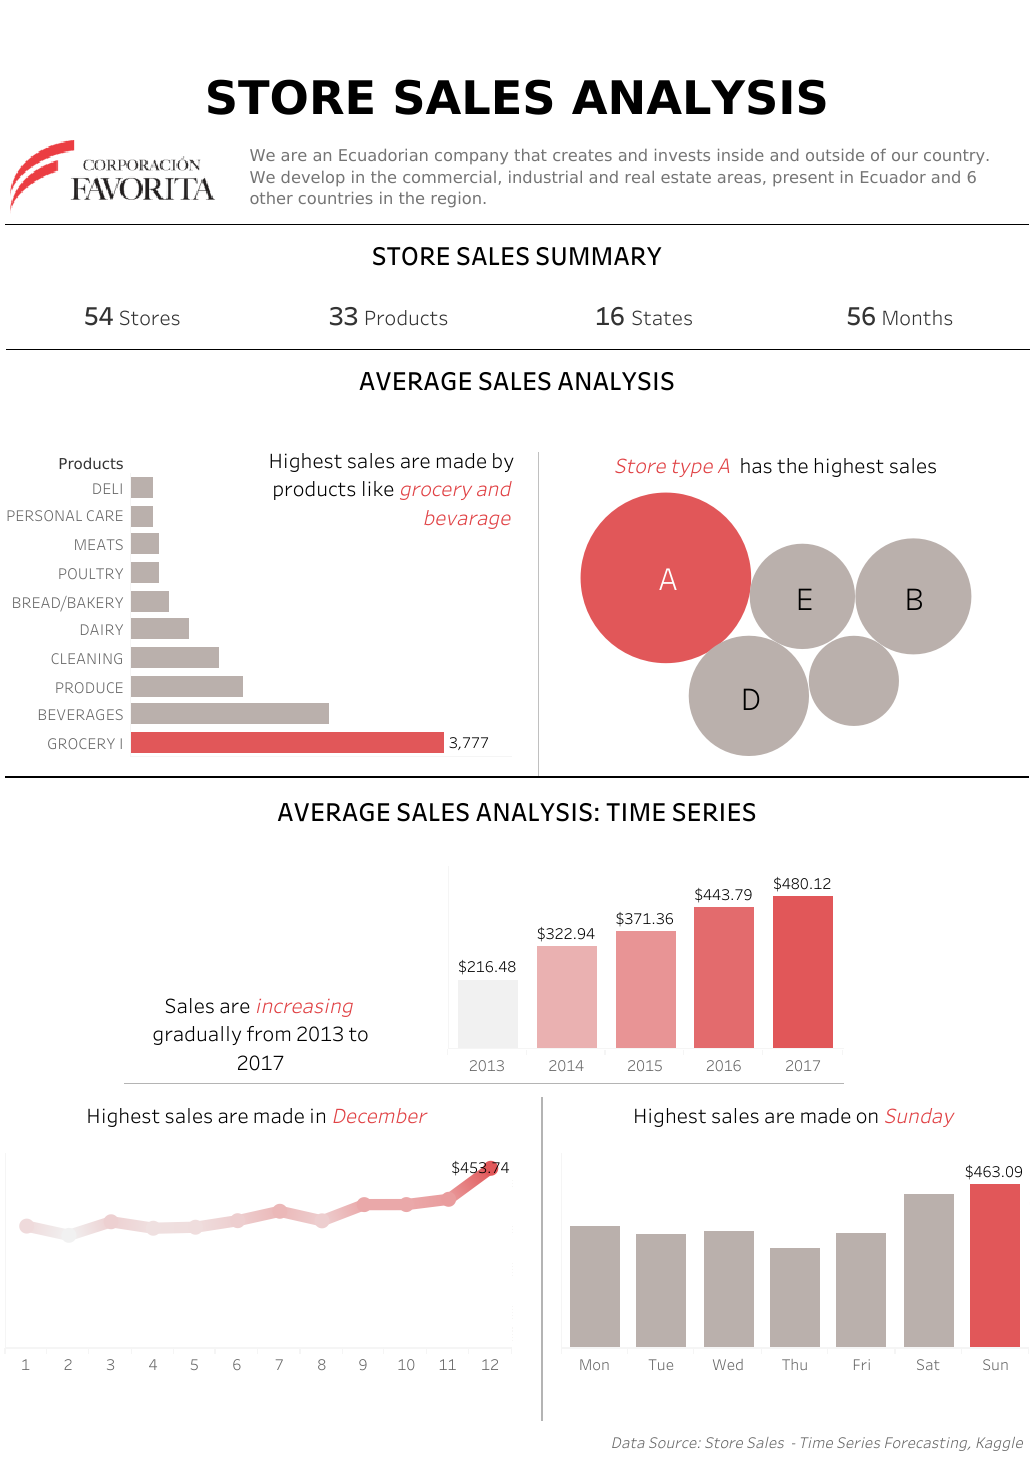 STORE SALES ANALYSIS
CORPORACIÓN
FAVORITA
We are an Ecuadorian company that creates and invests inside and outside of our country.
We develop in the commercial, industrial and real estate areas, present in Ecuador and 6
other countries in the region.
STORE SALES SUMMARY
54 Stores
33 Products
16 States
56 Months
AVERAGE SALES ANALYSIS
Highest sales are made by
products like grocery and
bevarage
Products
DELI
PERSONAL CARE
MEATS
POULTRY
BREAD/BAKERY
DAIRY
CLEANING
PRODUCE
BEVERAGES
GROCERY I
3,777
Store type A has the highest sales
A
E
B
D
AVERAGE SALES ANALYSIS: TIME SERIES
Sales are increasing
gradually from 2013 to
2017
$216.48
$322.94
$371.36
$443.79
$480.12
2013
2014
2015
2016
2017
Highest sales are made in December
$453.74
1
2
3
4
5
6
7
8
9
10
11
12
Highest sales are made on Sunday
$463.09
Mon
Tue
Wed
Thu
Fri
Sat
Sun
Data Source: Store Sales - Time Series Forecasting, Kaggle